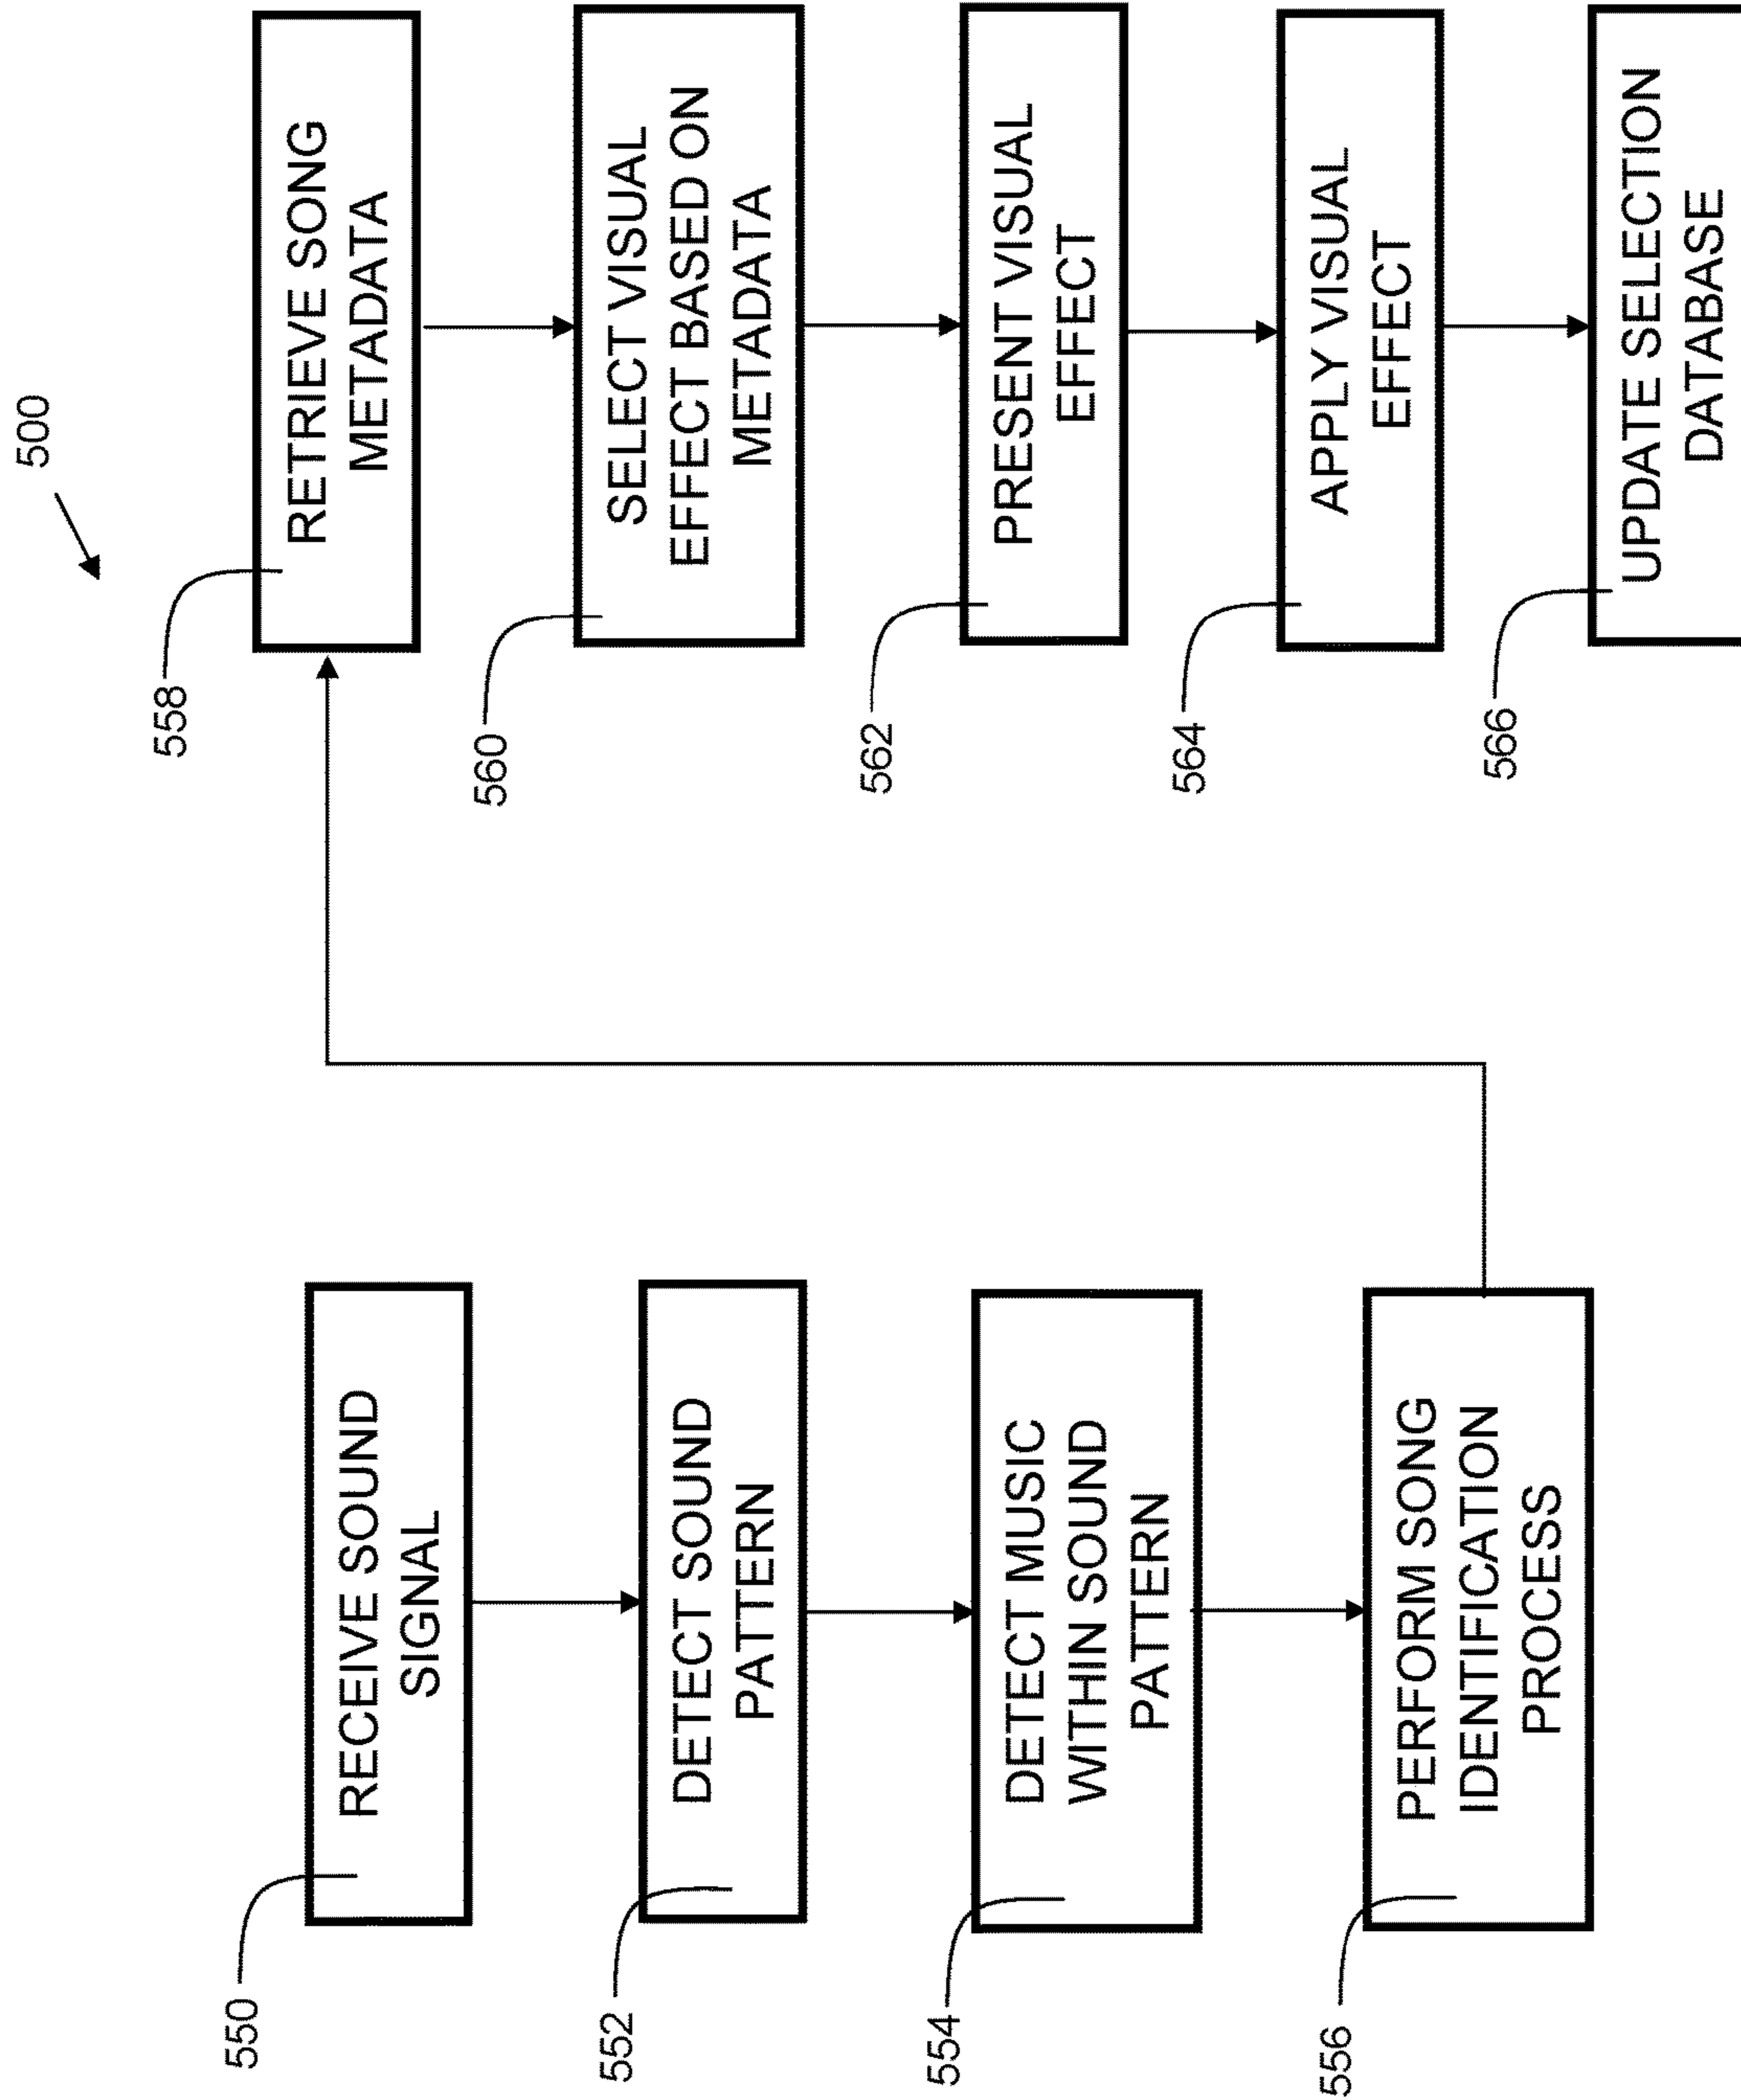 500
550
RECEIVE SOUND
SIGNAL
552
DETECT SOUND
PATTERN
554
DETECT MUSIC
WITHIN SOUND
PATTERN
556
PERFORM SONG
IDENTIFICATION
PROCESS
558
RETRIEVE SONG
METADATA
560
SELECT VISUAL
EFFECT BASED ON
METADATA
562
PRESENT VISUAL
EFFECT
564
APPLY VISUAL
EFFECT
566
UPDATE SELECTION
DATABASE